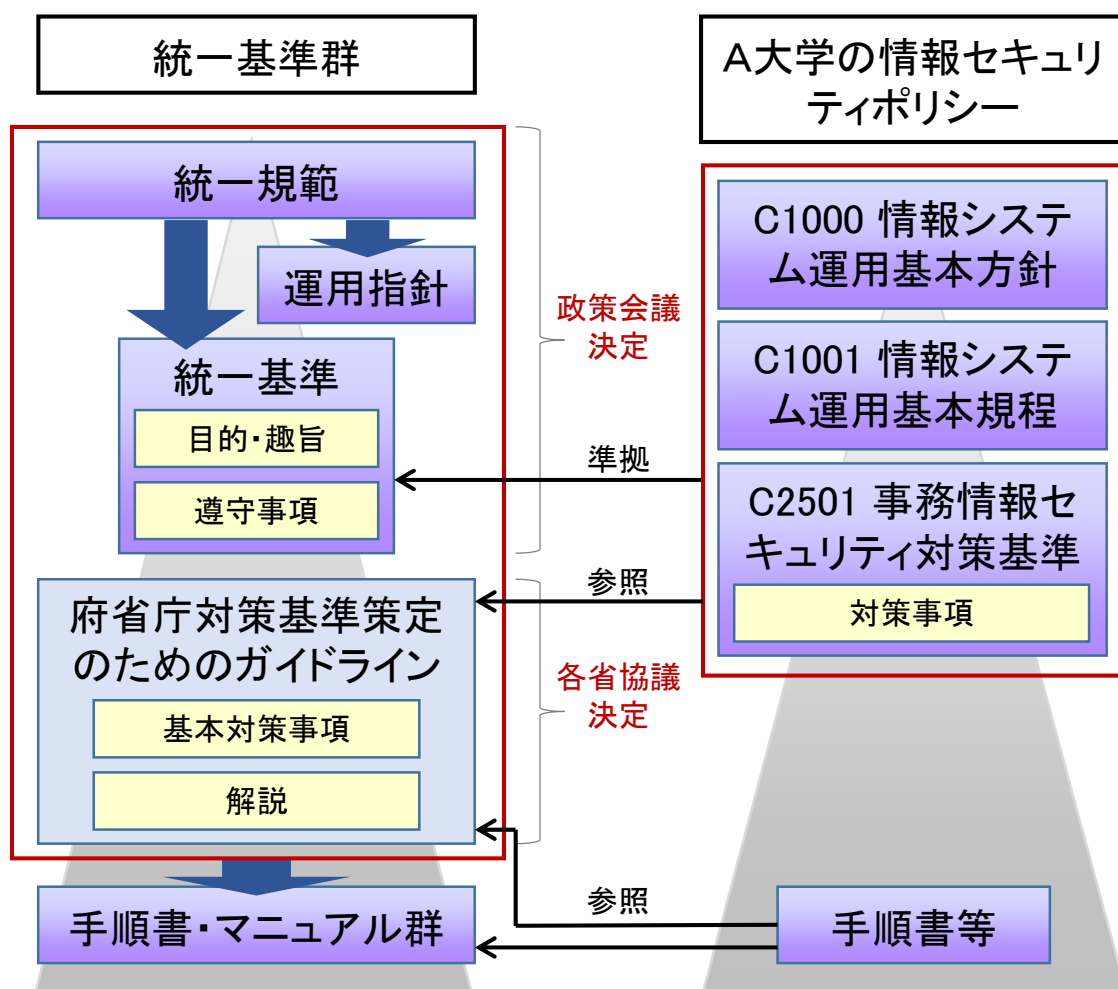 統一基準群
統一規範
運用指針
統一基準
目的・趣旨
遵守事項
府省庁対策基準策定
のためのガイドライン
基本対策事項
解説
手順書・マニュアル群
政策会議
決定
各省協議
決定
準拠
参照
参照
A大学の情報セキュリ
ティポリシー
C1000 情報システ
ム運用基本方針
C1001 情報システ
ム運用基本規程
C2501 事務情報セ
キュリティ対策基準
対策事項
手順書等